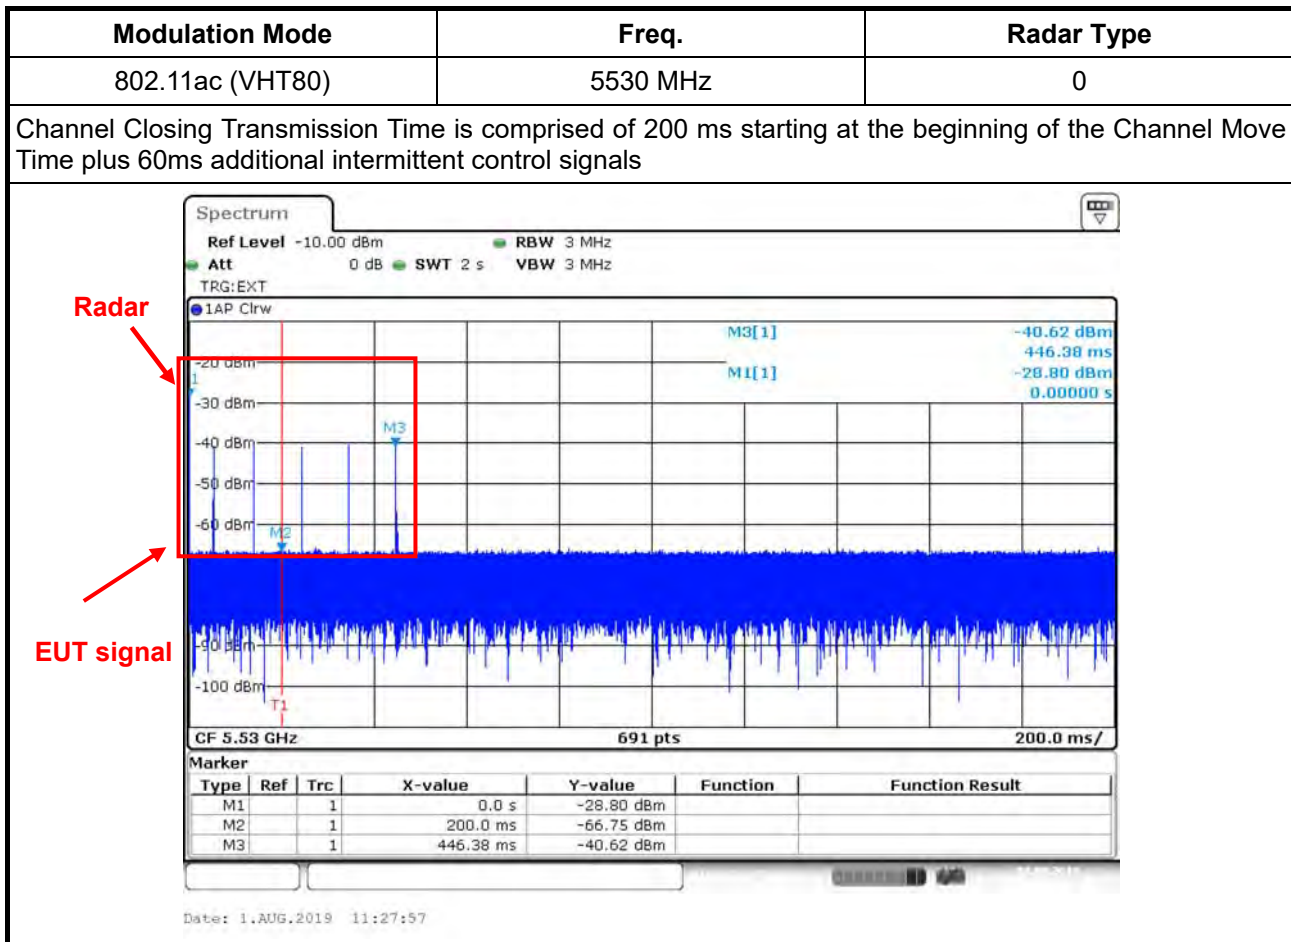 Modulation Mode Freq. Radar Type
802.11ac (VHT80) 5530 MHz 0
Channel Closing Transmission Time is comprised of 200 ms starting at the beginning of the Channel Move
Time plus 60ms additional intermittent control signals
Spectrum
Ref Level -10.00 dBm RBW 3 MHz
Att 0 dB SWT 2 s VBW 3 MHz
TRG:EXT
1AP Clrw
Radar
M3[1] -40.62 dBm
446.38 ms
M1[1] -28.80 dBm
0.00000 s
-20 dBm
1
-30 dBm
M3
-40 dBm
-50 dBm
-60 dBm
M2
EUT signal
-90 dBm
-100 dBm
T1
CF 5.53 GHz 691 pts 200.0 ms/
Marker
Type Ref Trc X-value Y-value Function Function Result
M1 1 0.0 s -28.80 dBm
M2 1 200.0 ms -66.75 dBm
M3 1 446.38 ms -40.62 dBm
Date: 1.AUG.2019 11:27:57